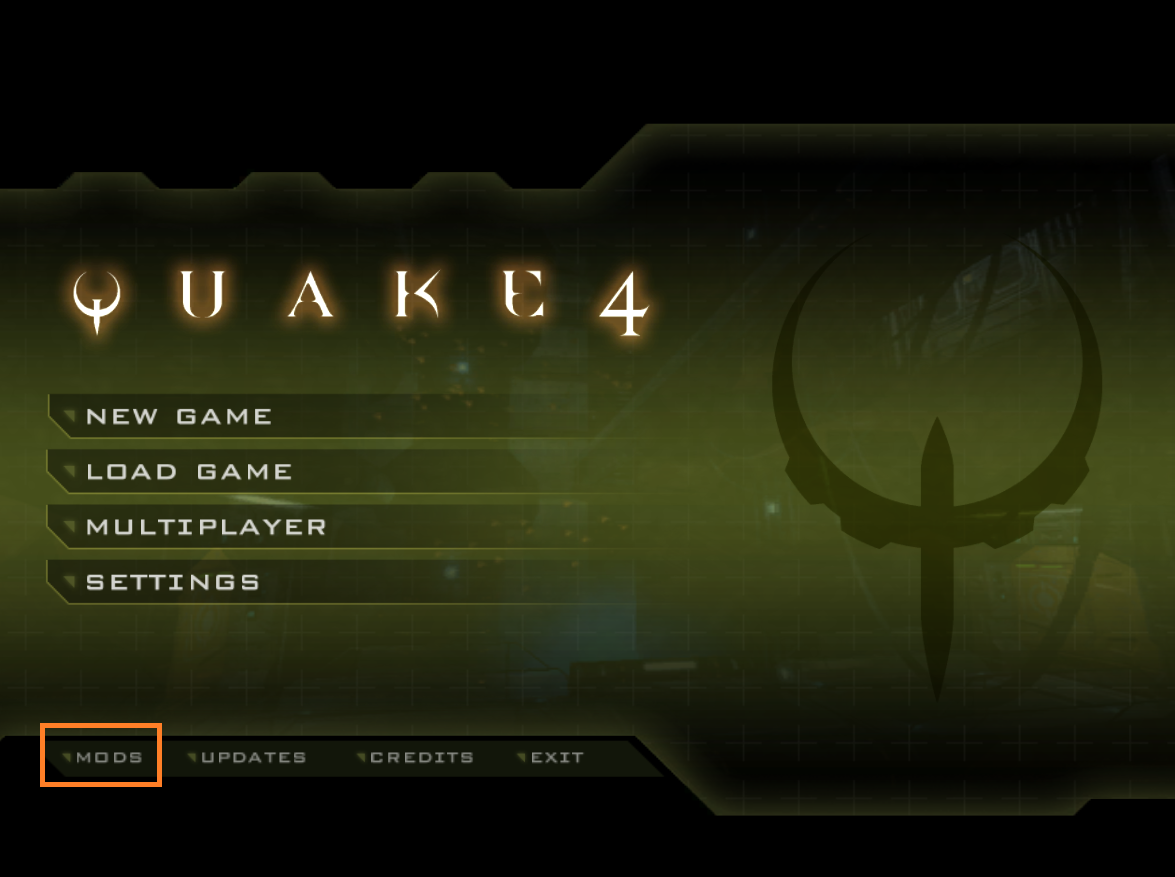 QUAKE 4
NEW GAME
LOAD GAME
MULTIPLAYER
SETTINGS
MODS UPDATES CREDITS EXIT